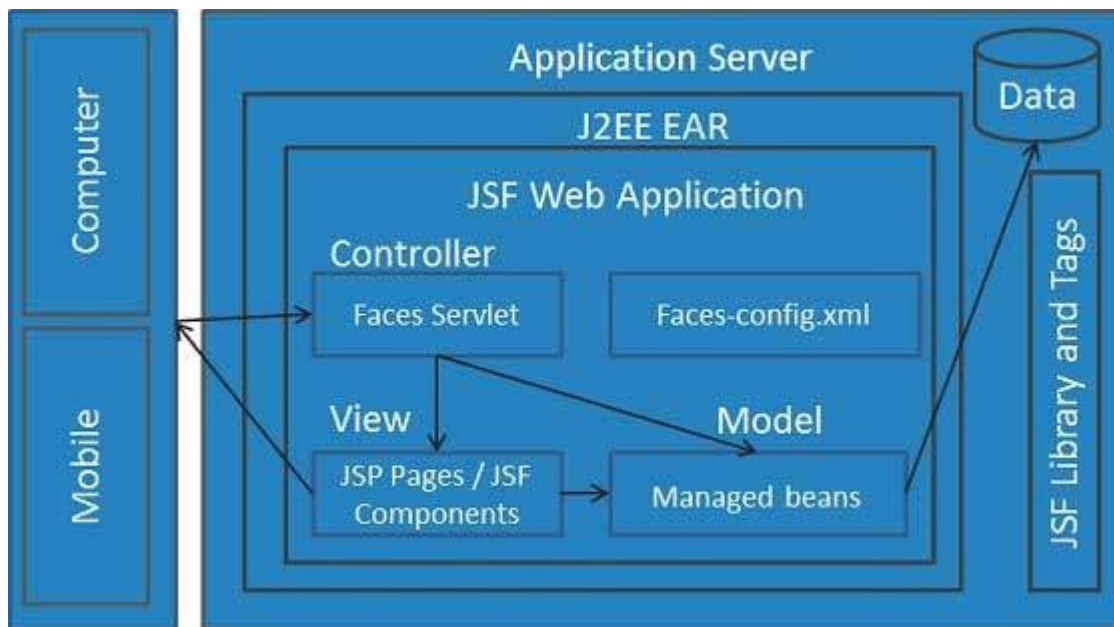 Computer
Mobile
Application Server
Data
J2EE EAR
JSF Web Application
Controller
Faces Servlet
Faces-config.xml
View
Model
JSP Pages / JSF
Components
Managed beans
JSF Library and Tags